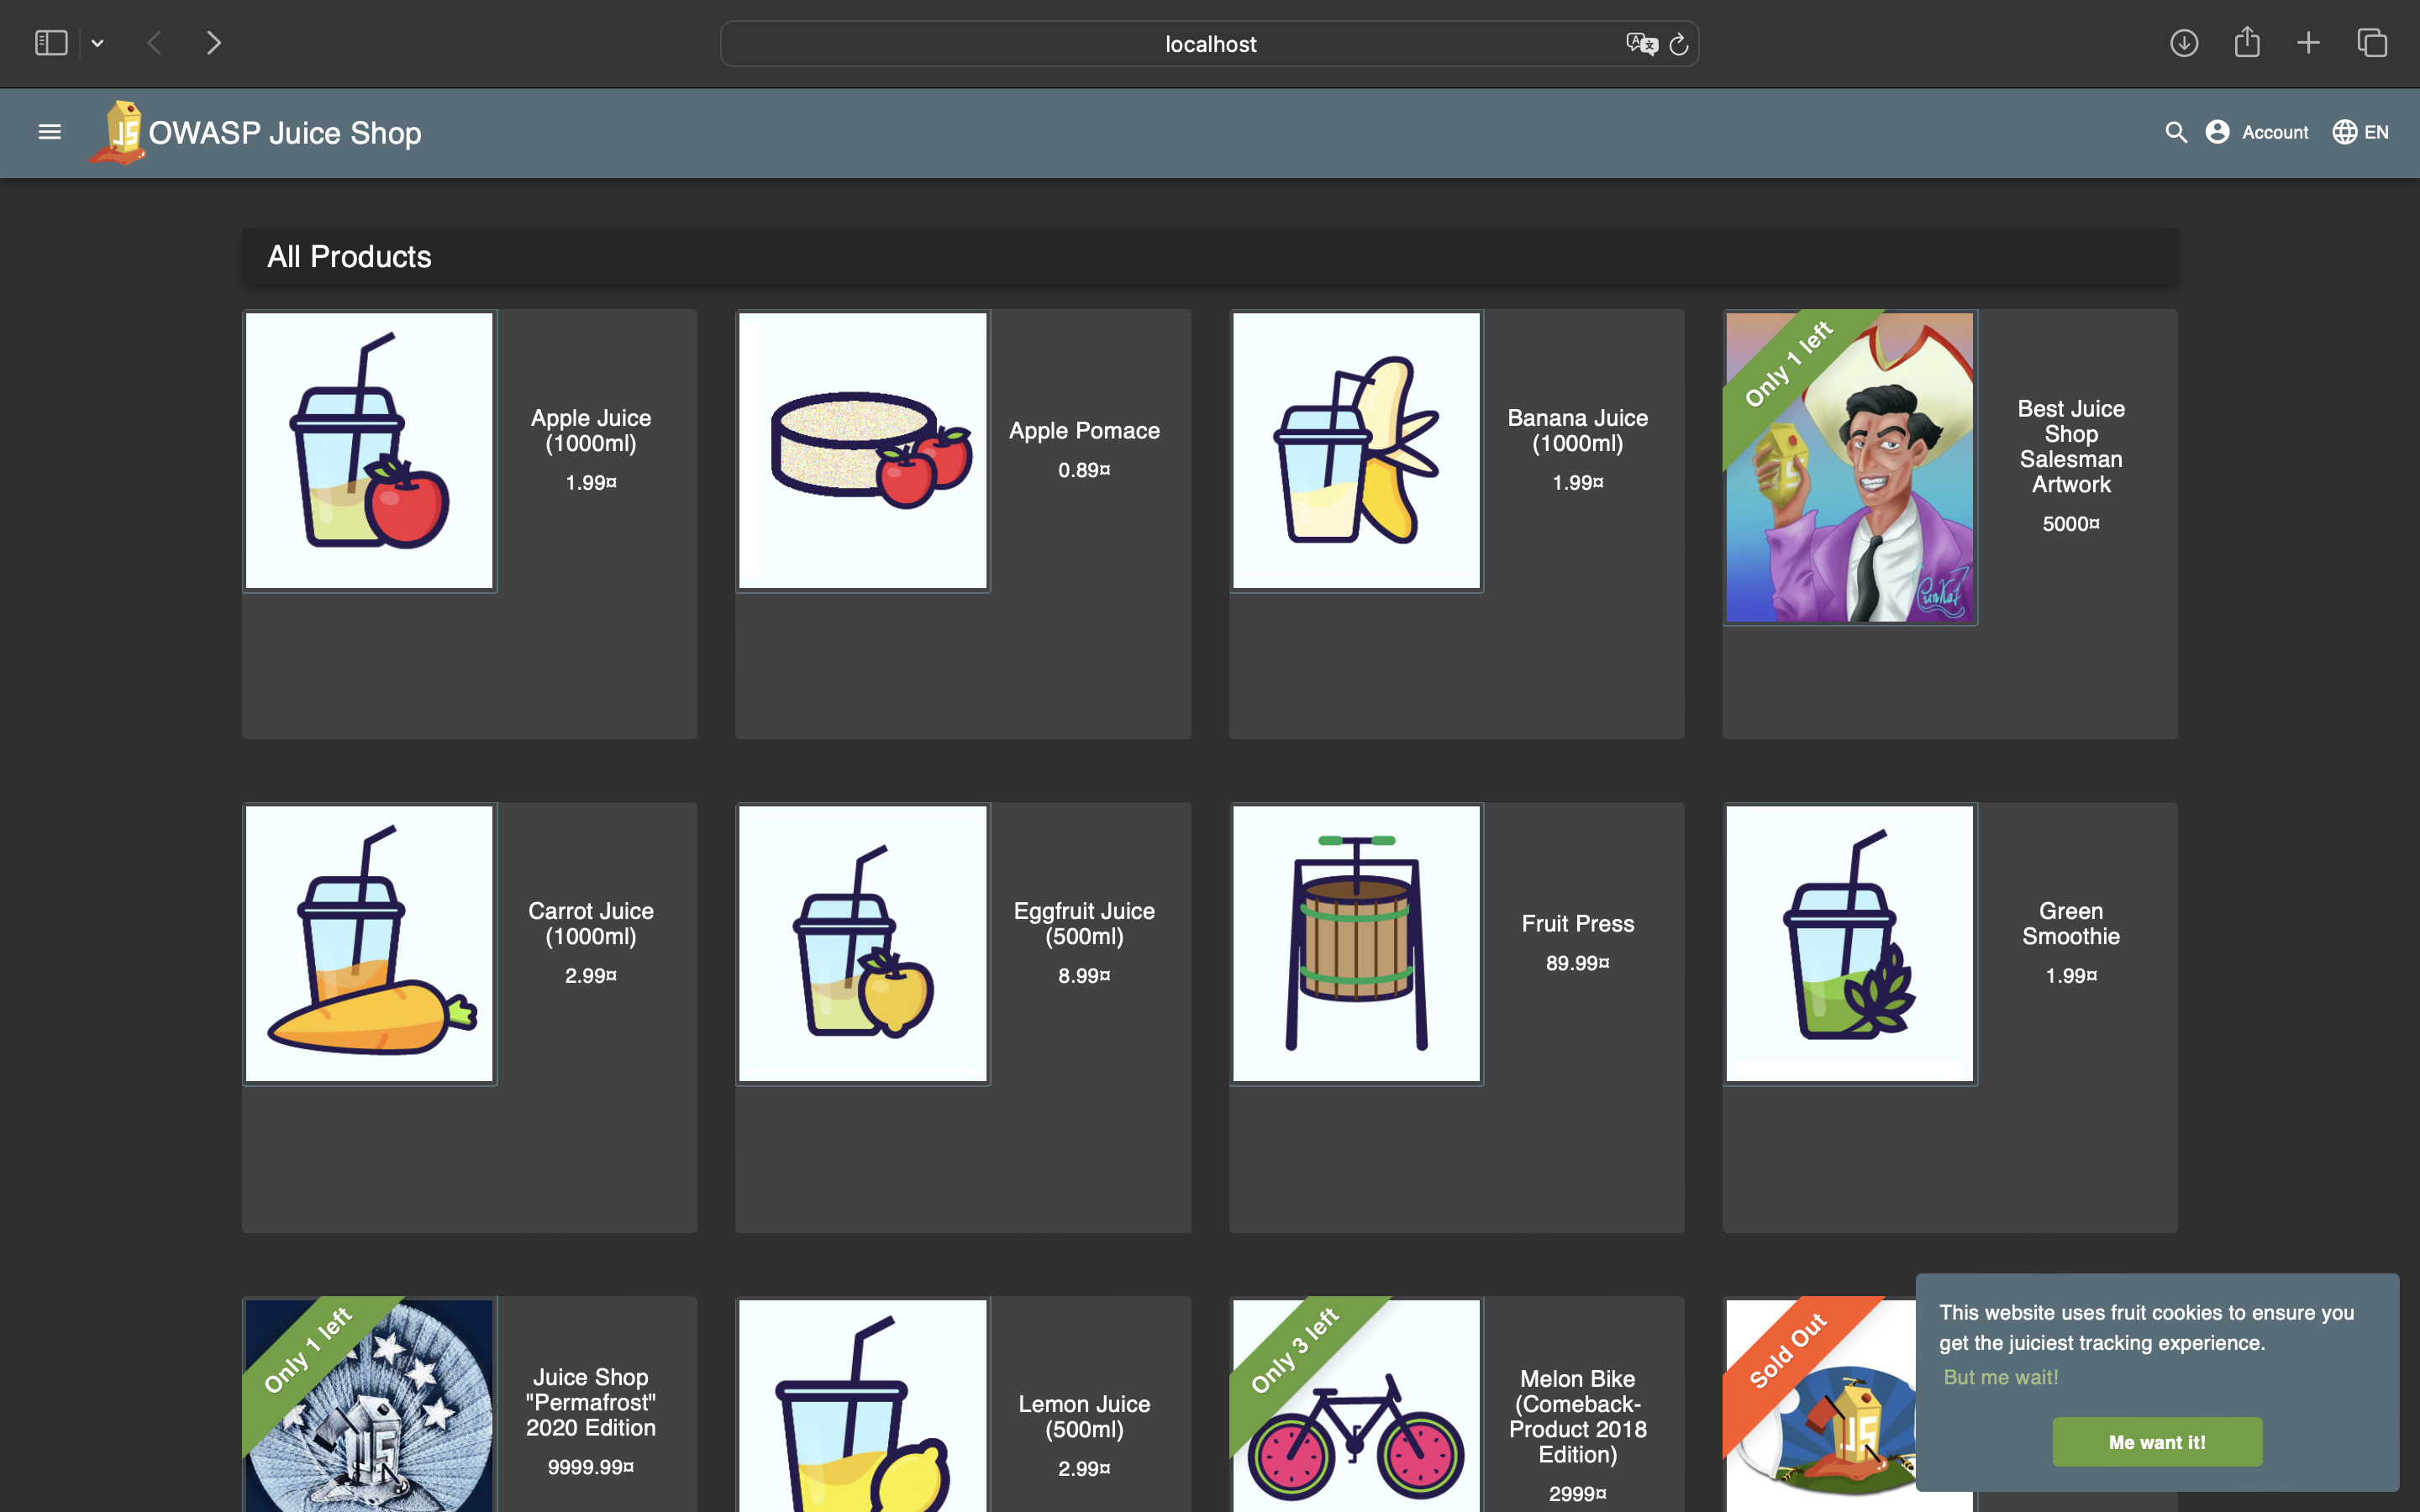 localhost
OWASP Juice Shop
Account
EN
All Products
Only 1 left
Apple Juice
(1000ml)
1.99¤
Apple Pomace
0.89¤
Banana Juice
(1000ml)
1.99¤
Best Juice
Shop
Salesman
Artwork
5000¤
Carrot Juice
(1000ml)
2.99¤
Eggfruit Juice
(500ml)
8.99¤
Fruit Press
89.99¤
Green
Smoothie
1.99¤
Only 1 left
Juice Shop
"Permafrost"
2020 Edition
9999.99¤
Lemon Juice
(500ml)
2.99¤
Only 3 left
Melon Bike
(Comeback-
Product 2018
Edition)
2999¤
Sold Out
This website uses fruit cookies to ensure you
get the juiciest tracking experience.
But me wait!
Me want it!